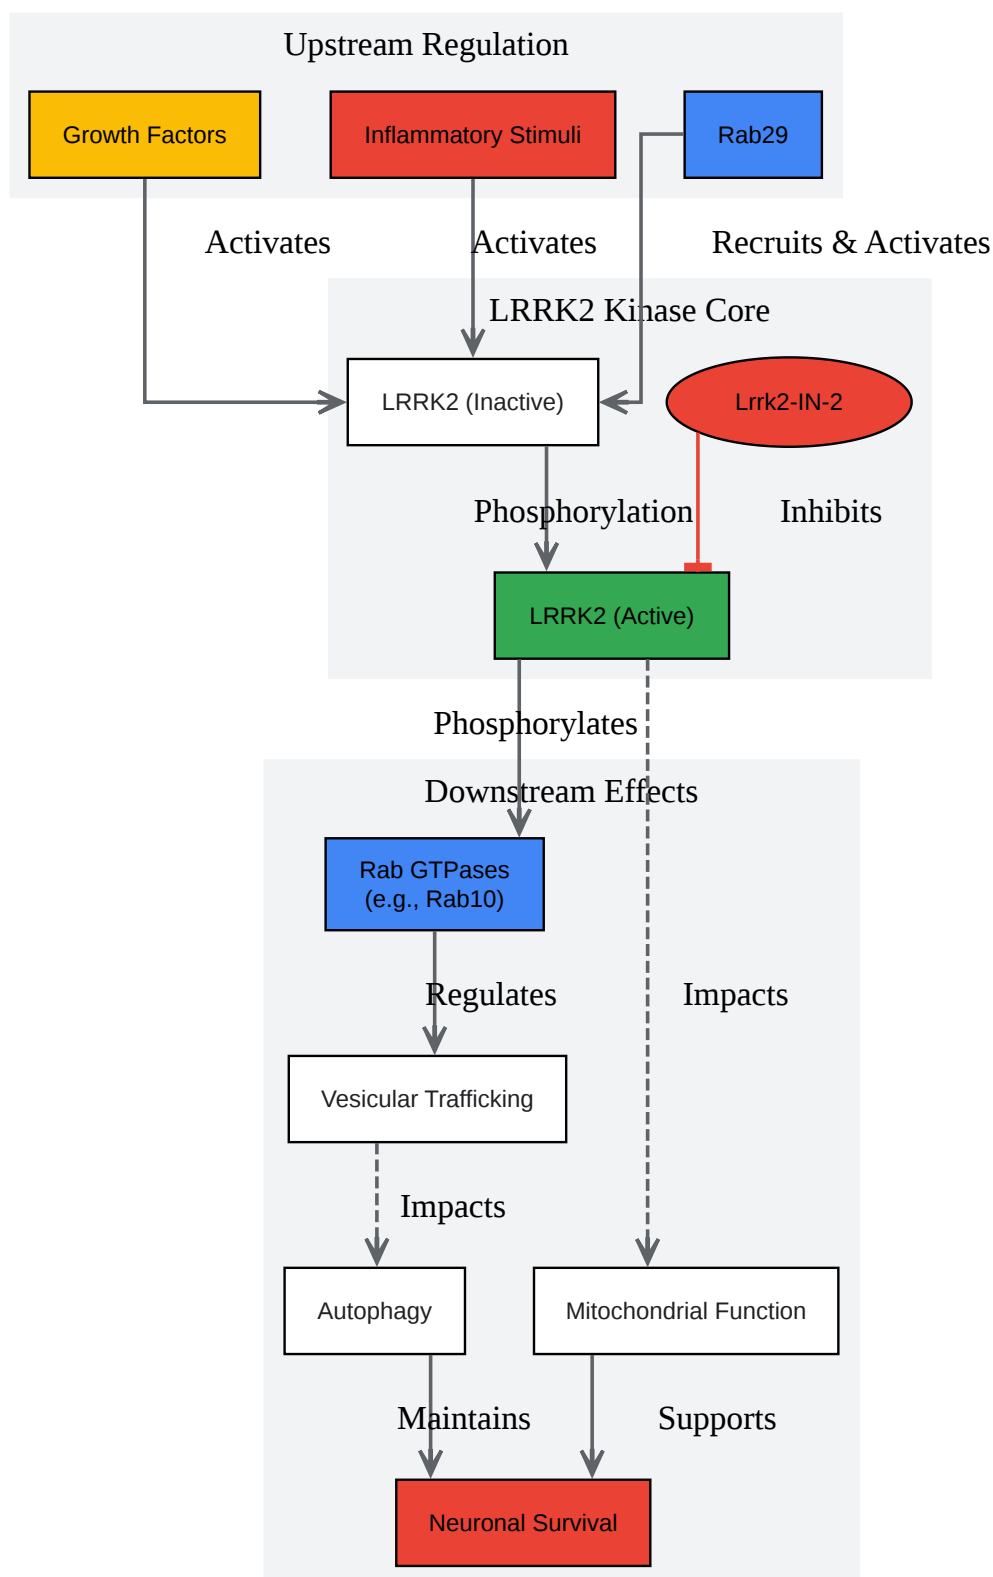 Upstream Regulation
Growth Factors
Inflammatory Stimuli
Rab29
Activates
Activates
Recruits & Activates
LRRK2 Kinase Core
LRRK2 (Inactive)
Lrrk2-IN-2
Phosphorylation
Inhibits
LRRK2 (Active)
Phosphorylates
Downstream Effects
Rab GTPases
(e.g., Rab10)
Regulates
Impacts
Vesicular Trafficking
Impacts
Autophagy
Mitochondrial Function
Maintains
Supports
Neuronal Survival